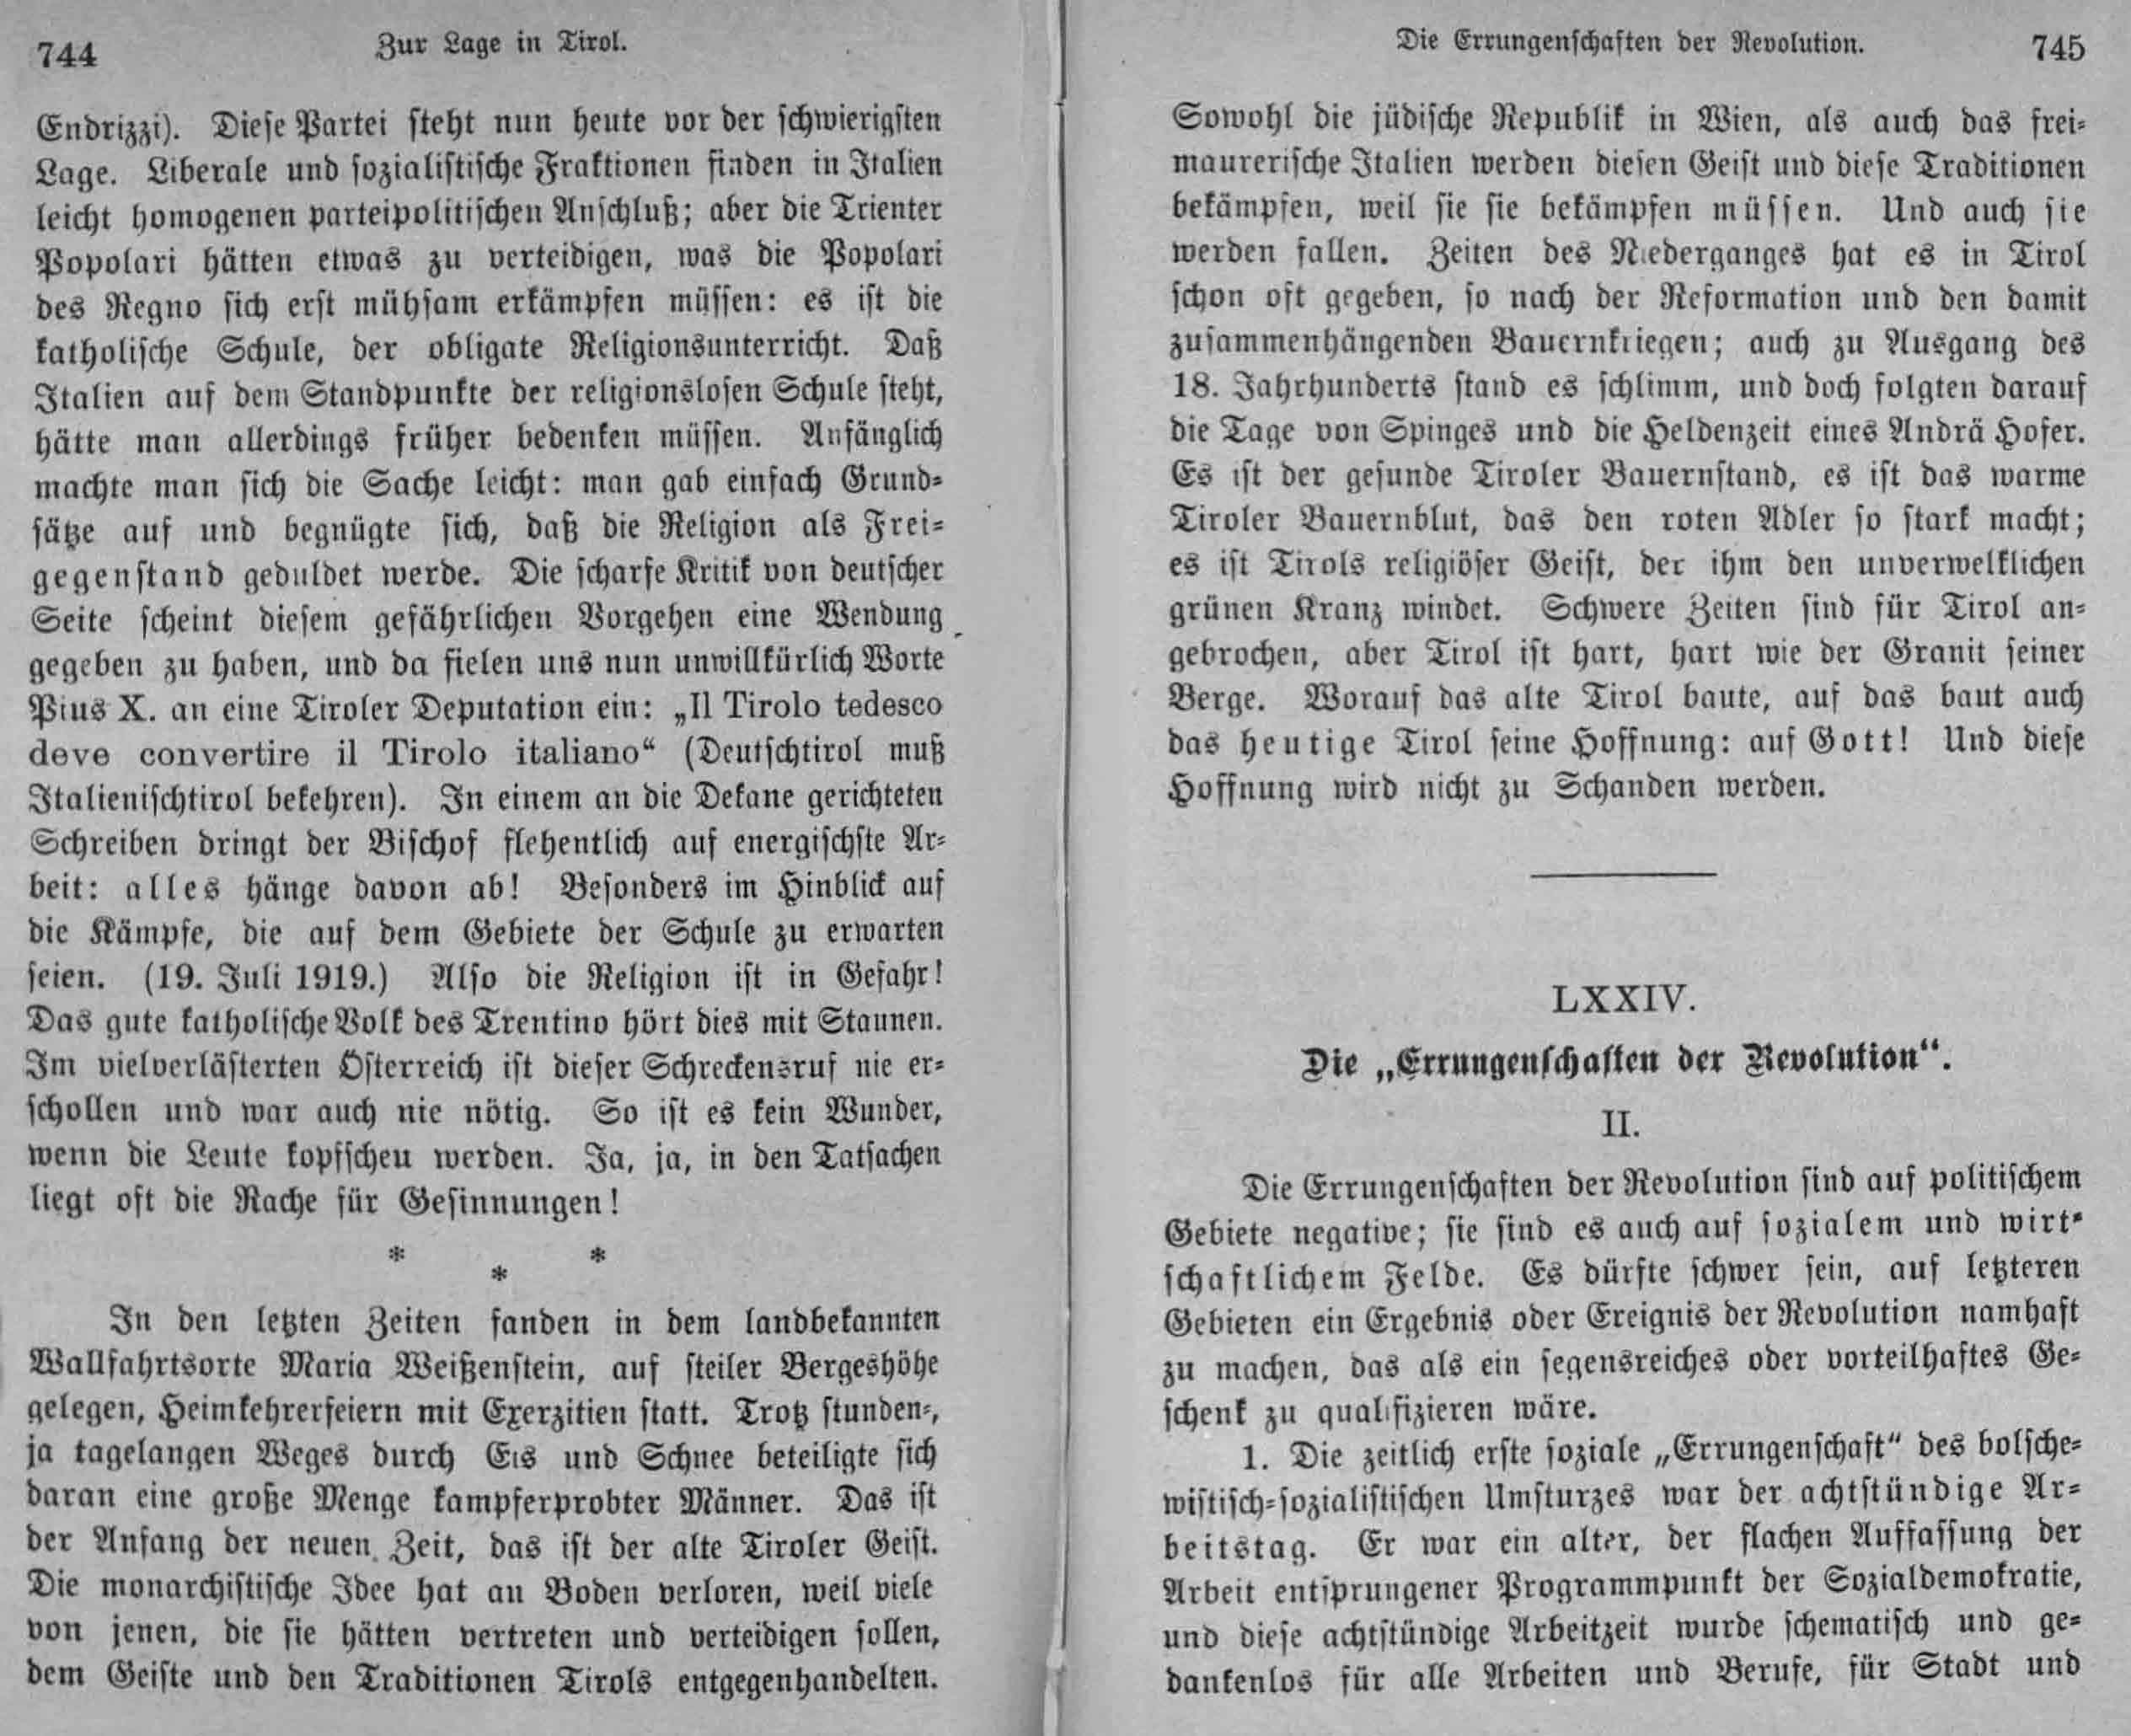 744
Zur Lage in Tirol.
Endrizzi). Diese Partei steht nun heute vor der schwierigsten
Lage. Liberale und sozialistische Fraktionen finden in Italien
leicht homogenen parteipolitischen Anschluß; aber die Trienter
Popolari hätten etwas zu verteidigen, was die Popolari
des Regno sich erst mühsam erkämpfen müssen: es ist die
katholische Schule, der obligate Religionsunterricht. Daß
Italien auf dem Standpunkte der religionslosen Schule steht,
hätte man allerdings früher bedenken müssen. Anfänglich
machte man sich die Sache leicht: man gab einfach Grund-
sätze auf und begnügte sich, daß die Religion als Frei-
gegenstand geduldet werde. Die scharfe Kritik von deutscher
Seite scheint diesem gefährlichen Vorgehen eine Wendung
gegeben zu haben, und da fielen uns nun unwillkürlich Worte
Pius X. an eine Tiroler Deputation ein: „Il Tirolo tedesco
deve convertire il Tirolo italiano“ (Deutschtirol muß
Italienischtirol bekehren). In einem an die Dekane gerichteten
Schreiben dringt der Bischof flehentlich auf energischste Ar-
beit: alles hänge davon ab! Besonders im Hinblick auf
die Kämpfe, die auf dem Gebiete der Schule zu erwarten
seien. (19. Juli 1919.) Also die Religion ist in Gefahr!
Das gute katholische Volk des Trentino hört dies mit Staunen.
Im vielverlästerten Österreich ist dieser Schreckensruf nie er-
schollen und war auch nie nötig. So ist es kein Wunder,
wenn die Leute kopfscheu werden. Ja, ja, in den Tatsachen
liegt oft die Rache für Gesinnungen!
* * *
In den letzten Zeiten fanden in dem landbekannten
Wallfahrtsorte Maria Weißenstein, auf steiler Bergeshöhe
gelegen, Heimkehrerfeiern mit Exerzitien statt. Trotz stunden-,
ja tagelangen Weges durch Eis und Schnee beteiligte sich
daran eine große Menge kampferprobter Männer. Das ist
der Anfang der neuen Zeit, das ist der alte Tiroler Geist.
Die monarchistische Idee hat an Boden verloren, weil viele
von jenen, die sie hätten vertreten und verteidigen sollen,
dem Geiste und den Traditionen Tirols entgegenhandelten.
Die Errungenschaften der Revolution.
745
Sowohl die jüdische Republik in Wien, als auch das frei-
maurerische Italien werden diesen Geist und diese Traditionen
bekämpfen, weil sie sie bekämpfen müssen. Und auch sie
werden fallen. Zeiten des Niederganges hat es in Tirol
schon oft gegeben, so nach der Reformation und den damit
zusammenhängenden Bauernkriegen; auch zu Ausgang des
18. Jahrhunderts stand es schlimm, und doch folgten darauf
die Tage von Spinges und die Heldenzeit eines Andrä Hofer.
Es ist der gesunde Tiroler Bauernstand, es ist das warme
Tiroler Bauernblut, das den roten Adler so stark macht;
es ist Tirols religiöser Geist, der ihm den unverwelklichen
grünen Kranz windet. Schwere Zeiten sind für Tirol an-
gebrochen, aber Tirol ist hart, hart wie der Granit seiner
Berge. Worauf das alte Tirol baute, auf das baut auch
das heutige Tirol seine Hoffnung: auf Gott! Und diese
Hoffnung wird nicht zu Schanden werden.
LXXIV.
Die „Errungenschaften der Revolution“.
II.
Die Errungenschaften der Revolution sind auf politischem
Gebiete negative; sie sind es auch auf sozialem und wirt-
schaftlichem Felde. Es dürfte schwer sein, auf letzteren
Gebieten ein Ergebnis oder Ereignis der Revolution namhaft
zu machen, das als ein segensreiches oder vorteilhaftes Ge-
schenk zu qualifizieren wäre.
1. Die zeitlich erste soziale „Errungenschaft“ des bolsche-
wistisch-sozialistischen Umsturzes war der achtstündige Ar-
beitstag. Er war ein alter, der flachen Auffassung der
Arbeit entsprungener Programmpunkt der Sozialdemokratie,
und diese achtstündige Arbeitzeit wurde schematisch und ge-
dankenlos für alle Arbeiten und Berufe, für Stadt und